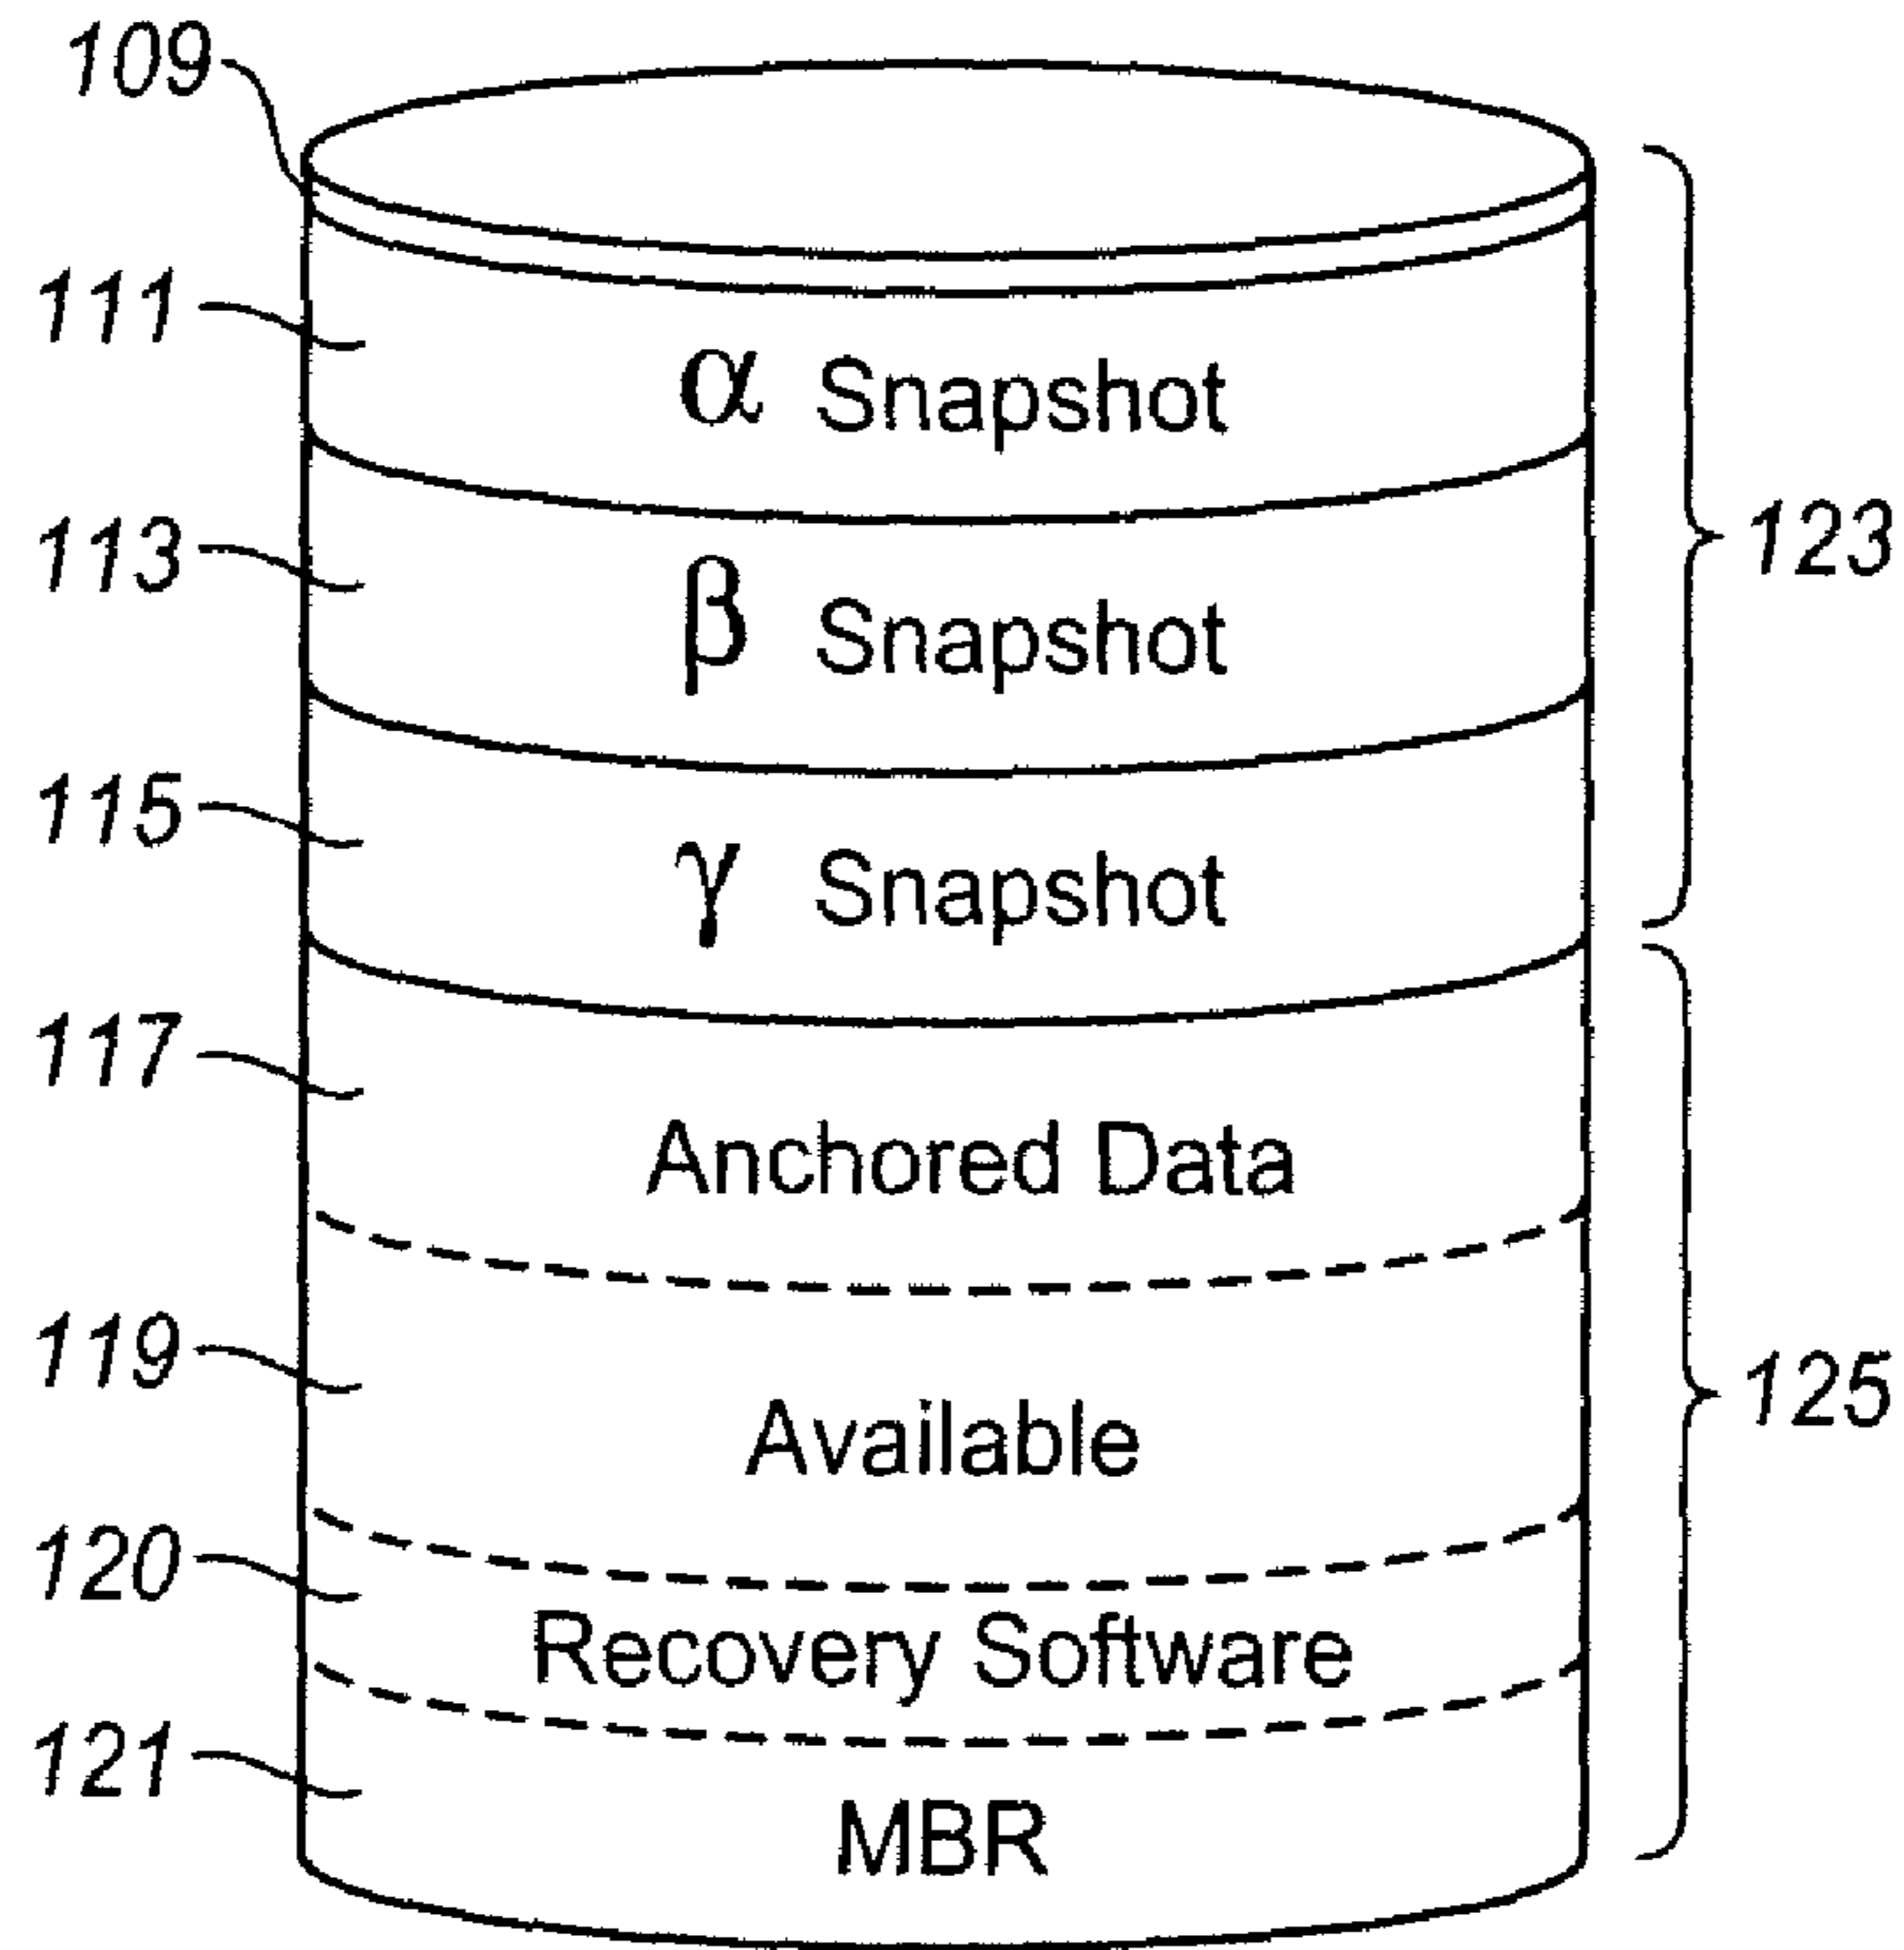 109
111
α Snapshot
113
123
β Snapshot
115
γ Snapshot
117
Anchored Data
119
125
Available
120
Recovery Software
121
MBR